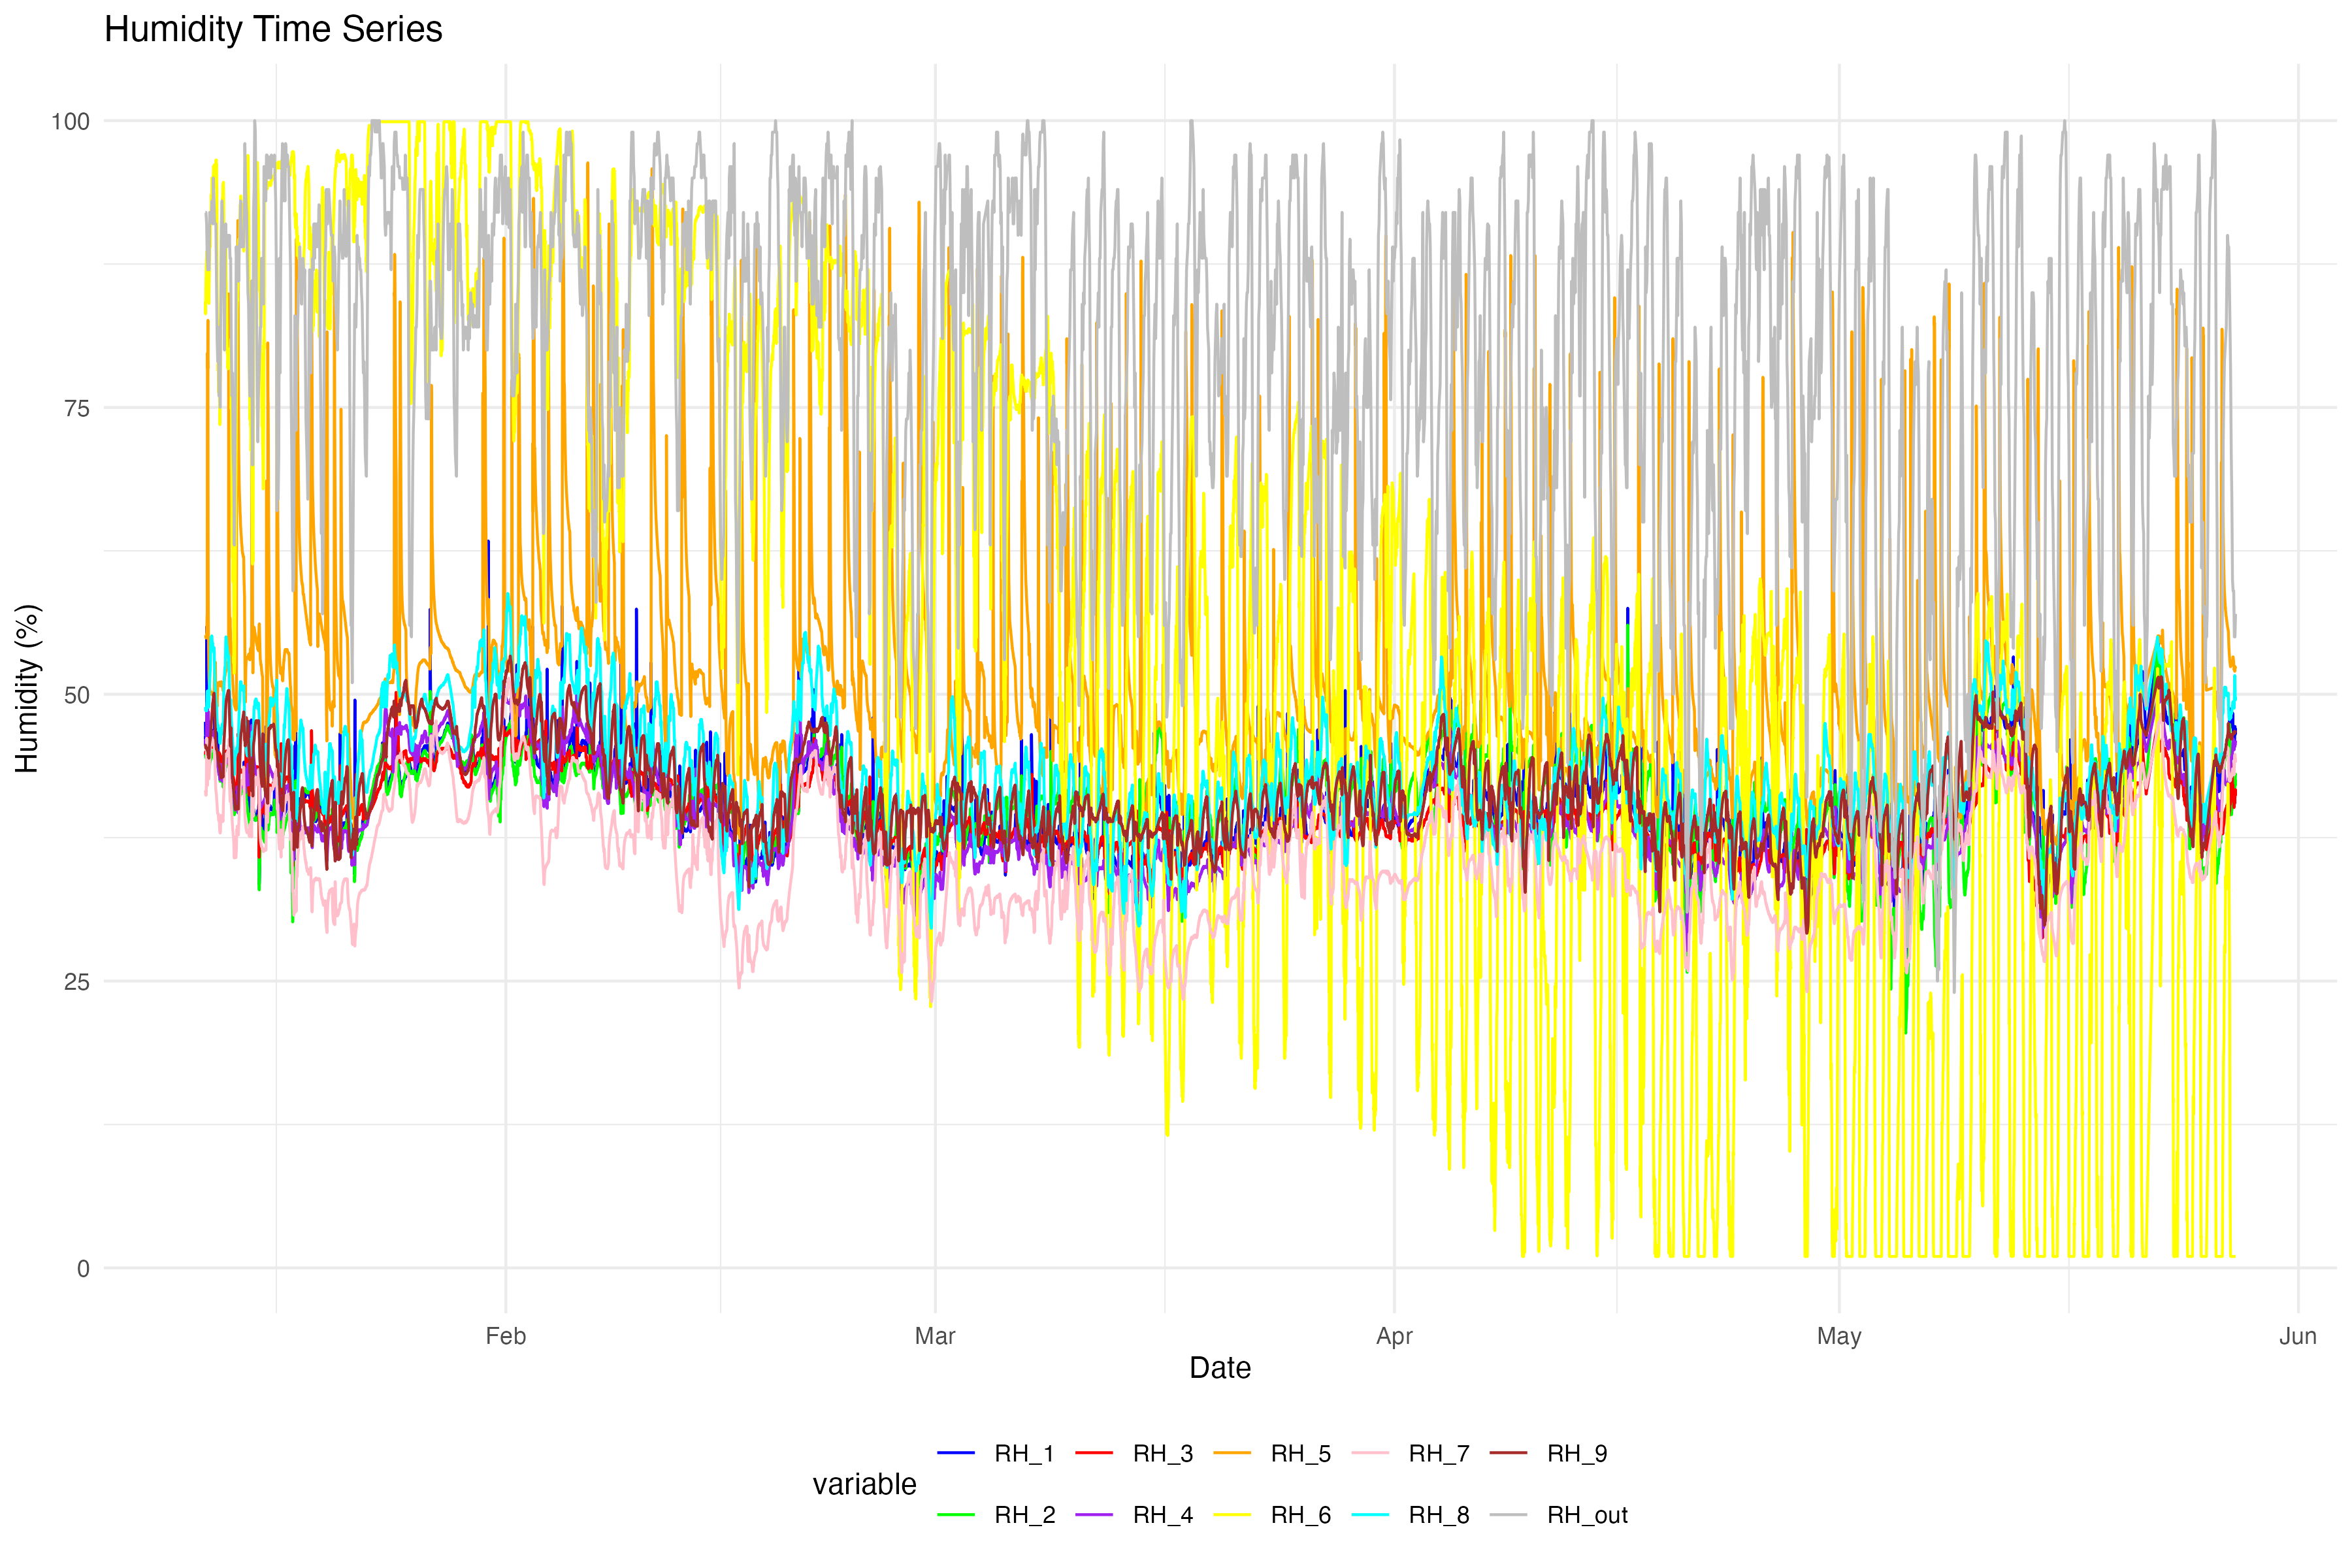 Humidity Time Series
Humidity (%)
100
75
50
25
0
Feb Mar Apr May Jun
Date
variable
RH_1 RH_3 RH_5 RH_7 RH_9
RH_2 RH_4 RH_6 RH_8 RH_out